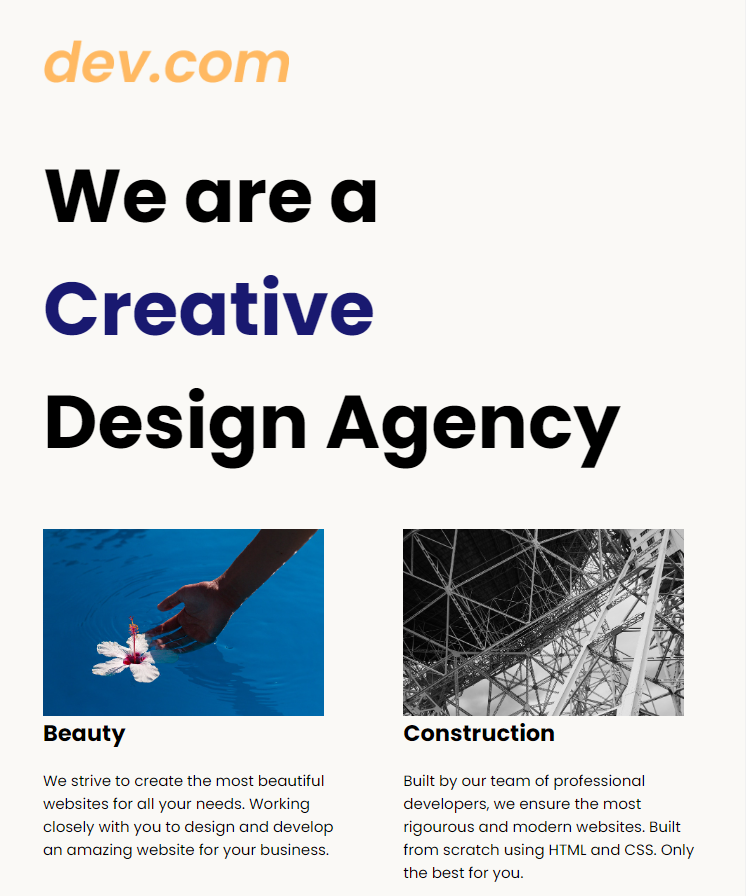 dev.com
We are a
Creative
Design Agency
Beauty
We strive to create the most beautiful
websites for all your needs. Working
closely with you to design and develop
an amazing website for your business.
Construction
Built by our team of professional
developers, we ensure the most
rigourous and modern websites. Built
from scratch using HTML and CSS. Only
the best for you.